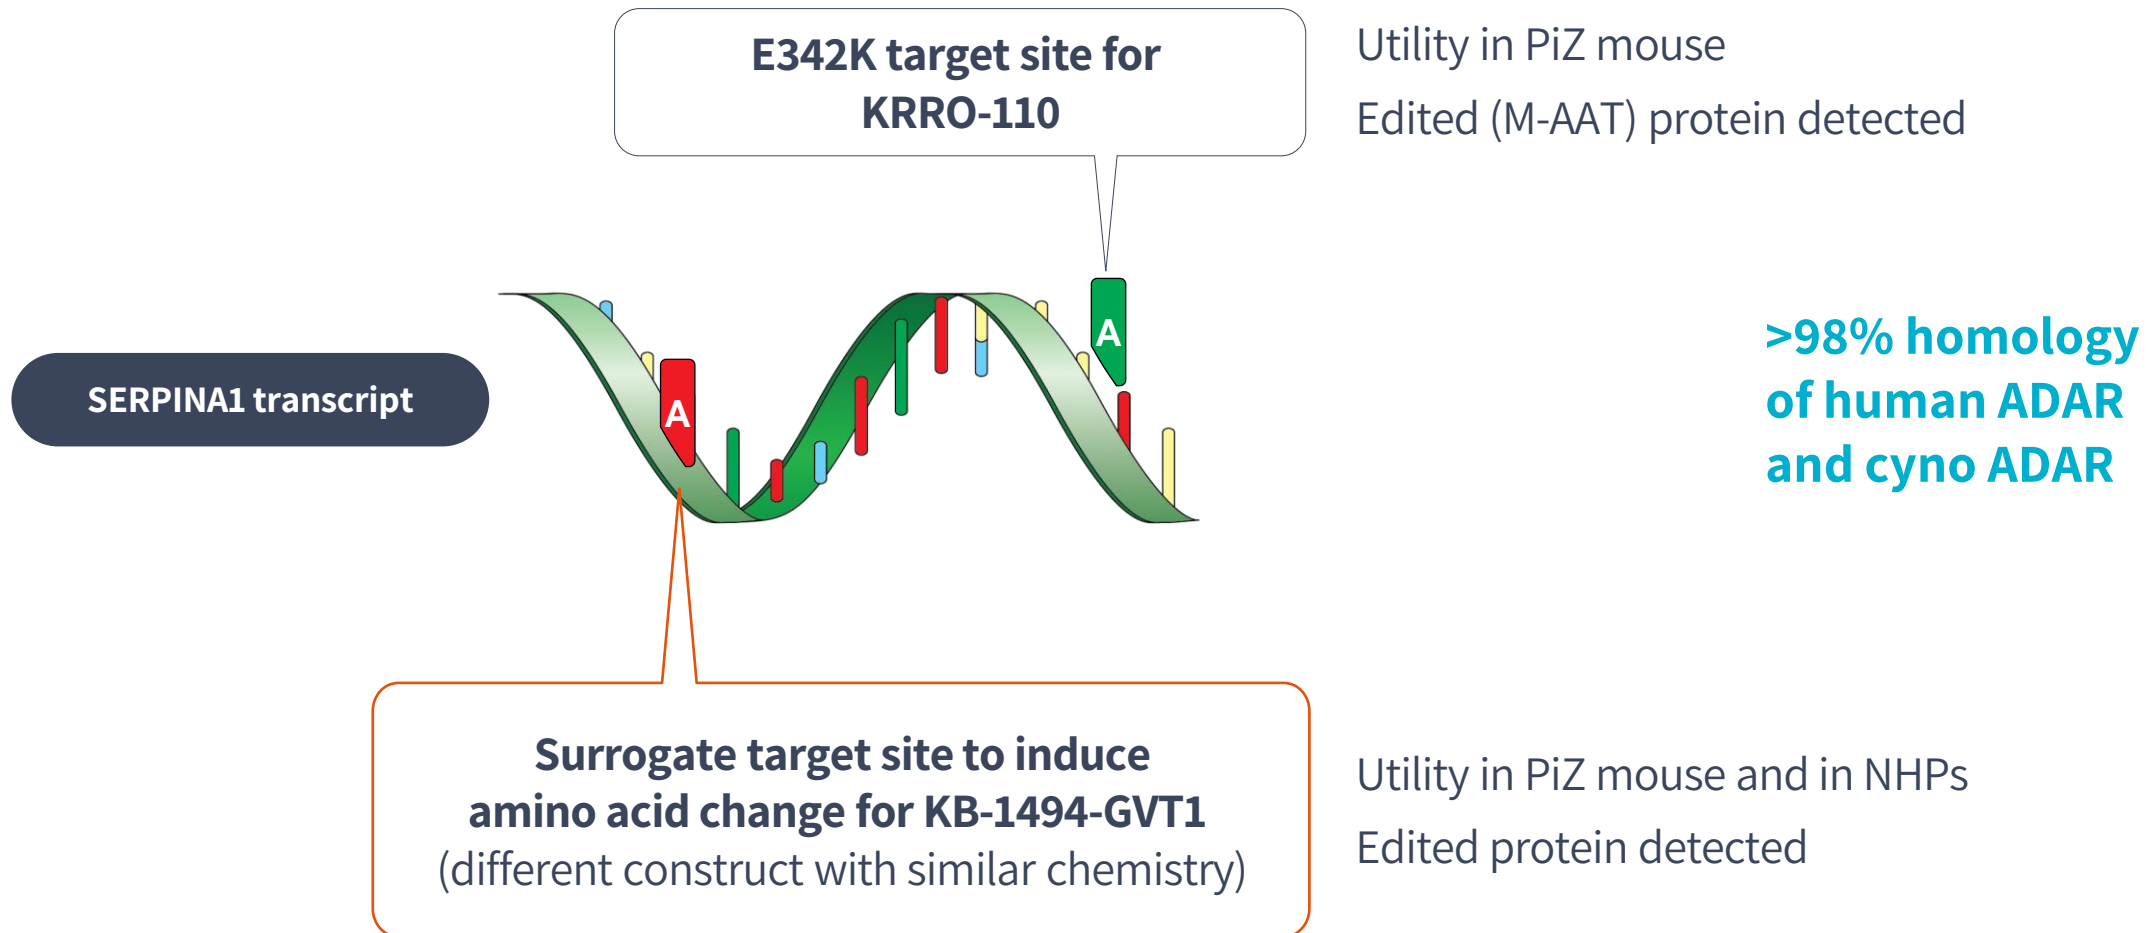 E342K target site for
KRRO-110
Utility in PiZ mouse
Edited (M-AAT) protein detected
A
A
SERPINA1 transcript
>98% homology
of human ADAR
and cyno ADAR
Surrogate target site to induce
amino acid change for KB-1494-GVT1
(different construct with similar chemistry)
Utility in PiZ mouse and in NHPs
Edited protein detected